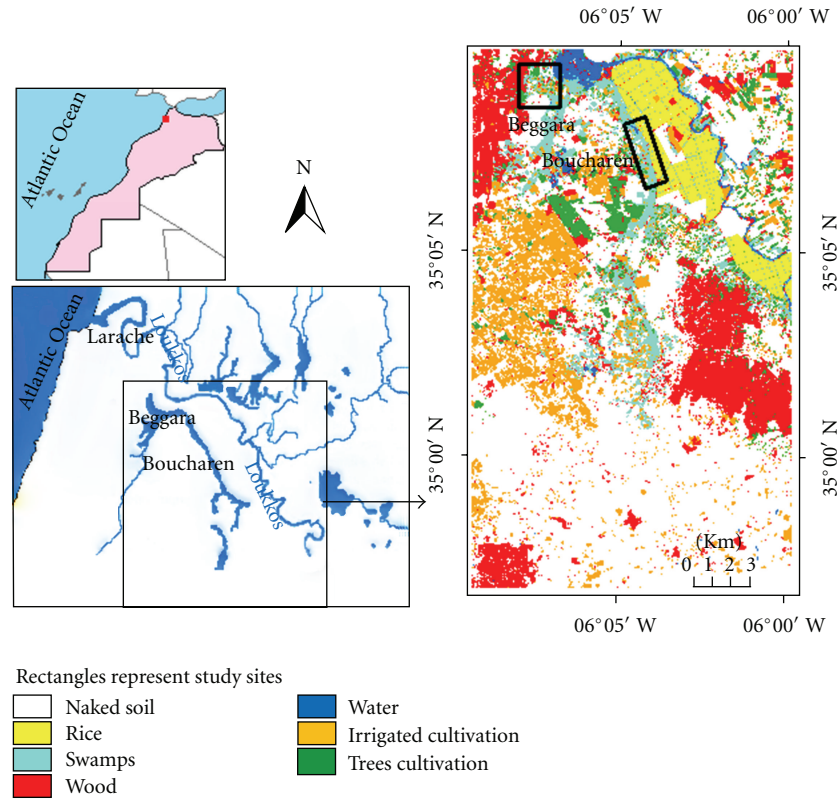 06°05′ W
06°00′ W
Atlantic Ocean
N
Beggara
Boucharen
35°05′ N
35°00′ N
35°05′ N
35°00′ N
Atlantic Ocean
Larache
Loukkos
Beggara
Boucharen
Loukkos
(Km)
0 1 2 3
06°05′ W
06°00′ W
Rectangles represent study sites
Naked soil
Rice
Swamps
Wood
Water
Irrigated cultivation
Trees cultivation